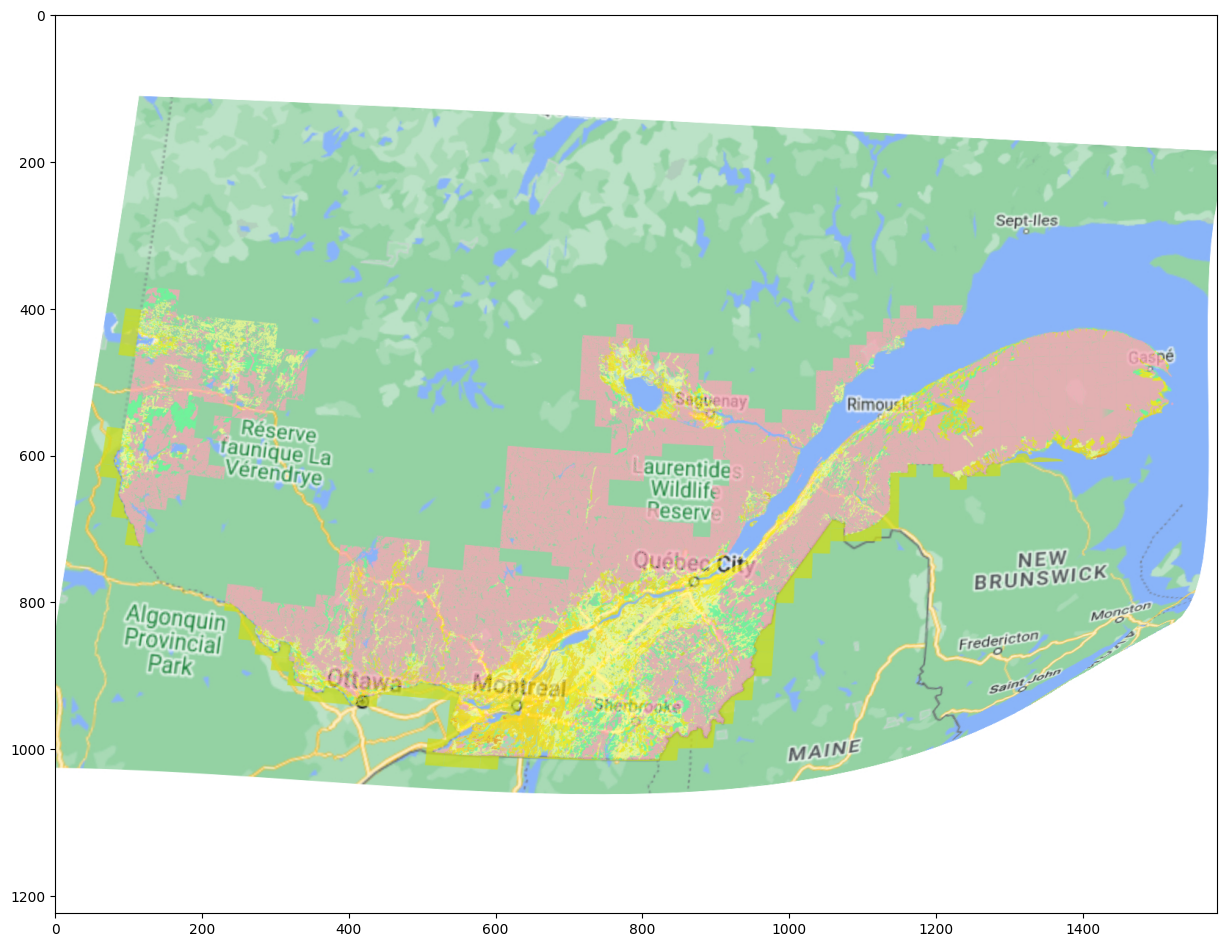 0
200
Sept-Iles
400
Gaspé
Saguenay
Rimouski
Réserve
faunique La
Vérendrye
600
Laurentides
Wildlife
Reserve
Québec City
NEW
BRUNSWICK
800
Algonquin
Provincial
Park
Moncton
Fredericton
Ottawa
Montreal
Saint John
Sherbrooke
MAINE
1000
1200
0
200
400
600
800
1000
1200
1400